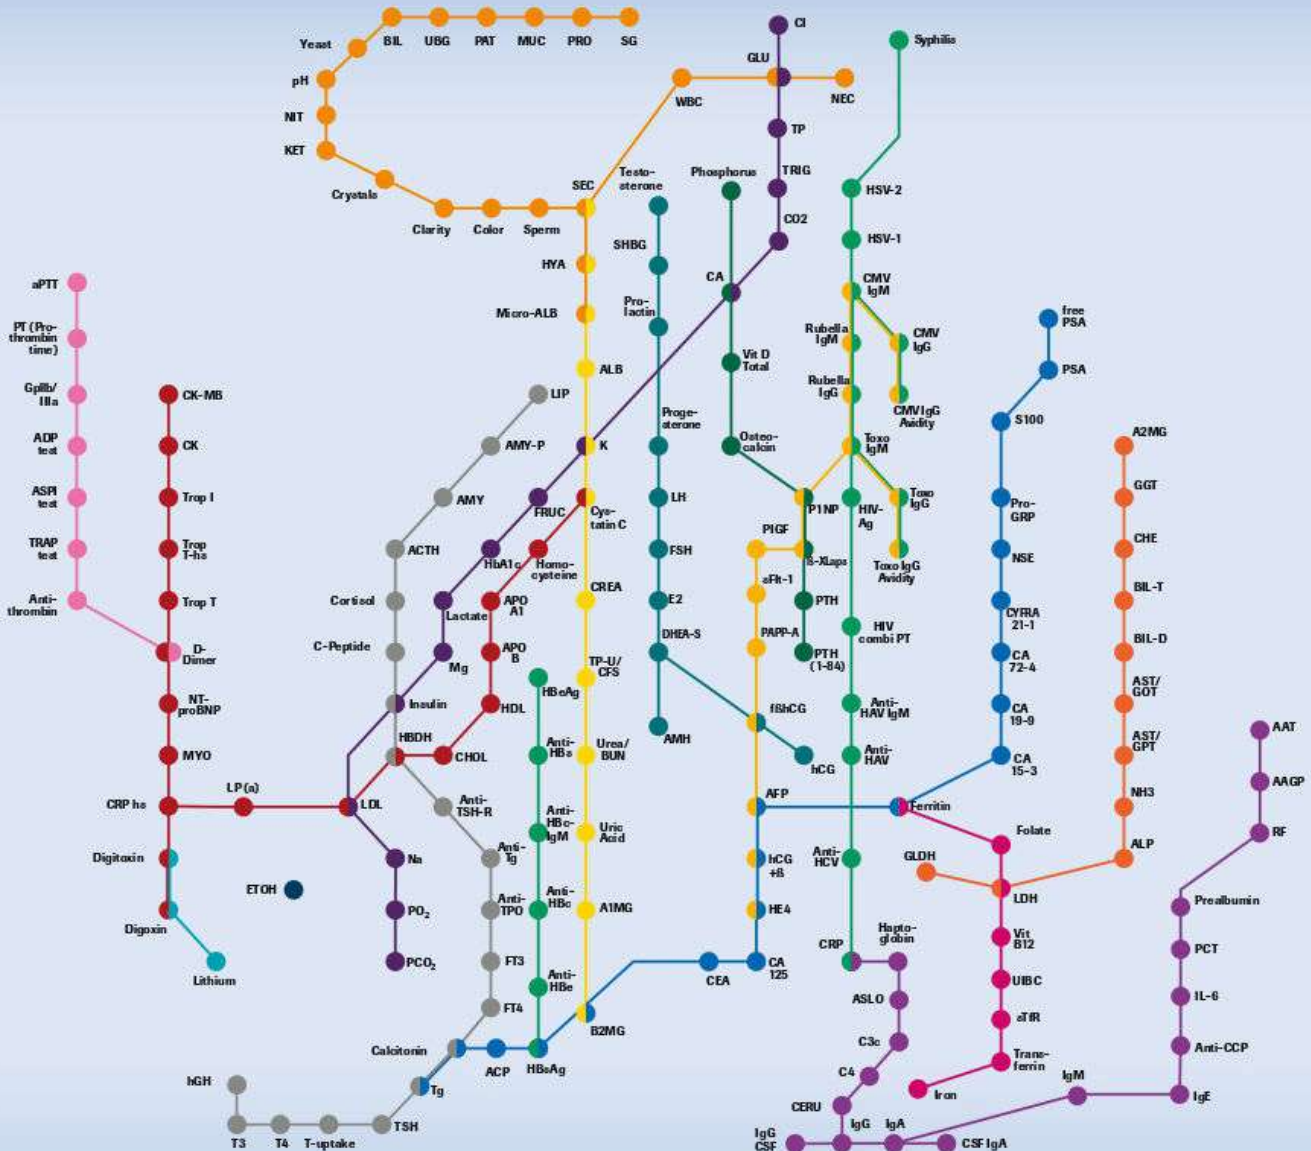 Yeast
BIL
UBG
PAT
MUC
PRO
SG
CI
Syphilis
GLU
pH
WBC
NEC
NIT
TP
KET
Crystals
SEC
Testo-
sterone
Phosphorus
TRIG
HSV-2
Clarity
Color
Sperm
CO2
SHBG
HSV-1
HYA
aPTT
CA
CMV
IgM
Pro-
lactin
Micro-ALB
free
PSA
PT (Pro-
thrombin
time)
Rubella
IgM
CMV
IgG
Vit D
Total
ALB
PSA
GpIIb/
IIIa
CK-MB
LIP
Rubella
IgG
CMV IgG
Avidity
Proge-
sterone
S100
A2MG
ADP
test
CK
AMY-P
K
Osteo-
calcin
Toxo
IgM
GGT
ASPI
test
Trop I
AMY
FRUC
Cys-
tatin C
LH
P1NP
HIV-
Ag
Toxo
IgG
Pro-
GRP
PIGF
TRAP
test
Trop
T-hs
ACTH
HbA1c
Homo-
cysteine
FSH
ß-XLaps
Toxo IgG
Avidity
NSE
CHE
sFlt-1
Anti-
thrombin
Trop T
Cortisol
Lactate
APO
A1
CREA
E2
PTH
CYFRA
21-1
BIL-T
HIV
combi PT
DHEA-S
PAPP-A
D-
Dimer
C-Peptide
Mg
APO
B
PTH
(1-84)
CA
72-4
BIL-D
TP-U/
CFS
HBeAg
NT-
proBNP
Insulin
HDL
fßhCG
Anti-
HAV IgM
CA
19-9
AST/
GOT
AMH
AAT
HBDH
MYO
CHOL
Anti-
HBs
Urea/
BUN
hCG
Anti-
HAV
CA
15-3
AST/
GPT
AAGP
LP(a)
CRP hs
LDL
Anti-
TSH-R
AFP
Ferritin
NH3
Anti-
HBc-
IgM
Uric
Acid
Folate
RF
Digitoxin
Na
Anti-
Tg
hCG
+ß
Anti-
HCV
GLDH
ALP
ETOH
LDH
Digoxin
PO2
Anti-
TPO
Anti-
HBc
A1MG
HE4
Prealbumin
Hapto-
globin
Vit
B12
CRP
PCT
Lithium
PCO2
FT3
CEA
CA
125
Anti-
HBe
UIBC
ASLO
IL-6
FT4
B2MG
sTfR
C3c
Calcitonin
ACP
HBsAg
Anti-CCP
Trans-
ferrin
C4
hGH
Tg
Iron
IgM
IgE
CERU
T3
T4
T-uptake
TSH
IgG
CSF
IgG
IgA
CSF IgA